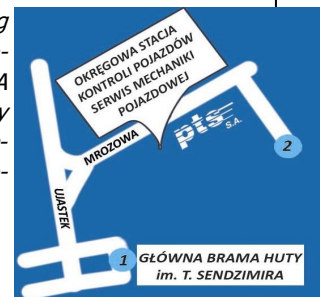 OKRĘGOWA STACJA
KONTROLI POJAZDÓW
SERWIS MECHANIKI
POJAZDOWEJ
pts S.A.
MROZOWA
2
UJASTEK
1
GŁÓWNA BRAMA HUTY
im. T. SENDZIMIRA